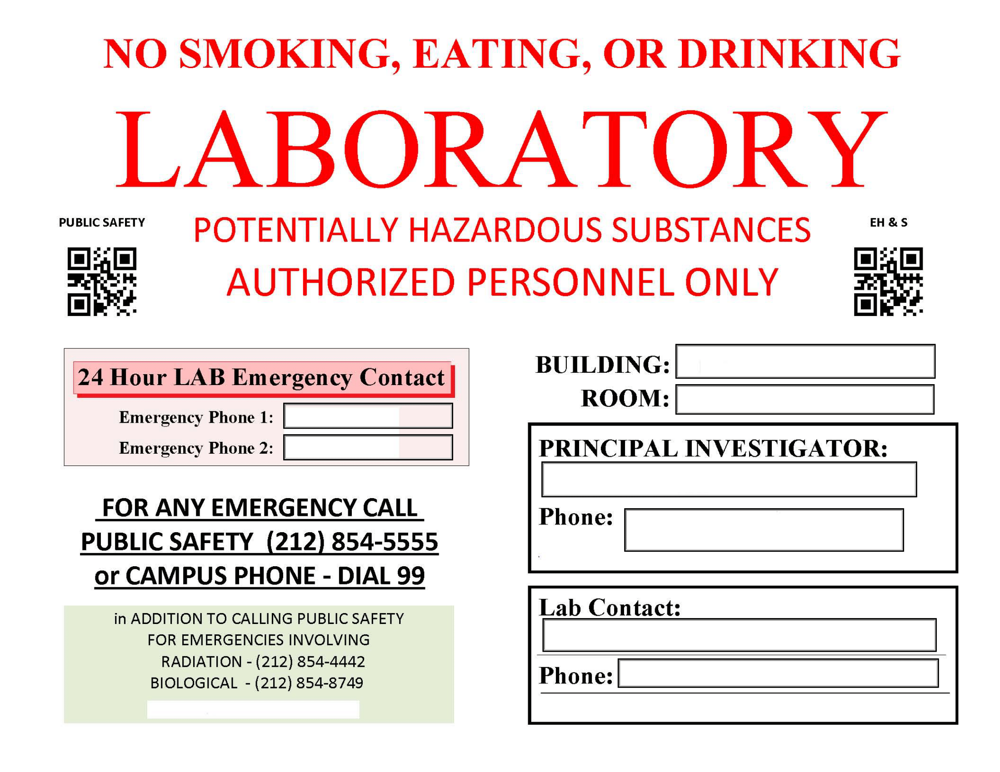 NO SMOKING, EATING, OR DRINKING
LABORATORY
PUBLIC SAFETY
POTENTIALLY HAZARDOUS SUBSTANCES
EH & S
AUTHORIZED PERSONNEL ONLY
24 Hour LAB Emergency Contact
Emergency Phone 1:
Emergency Phone 2:
FOR ANY EMERGENCY CALL
PUBLIC SAFETY (212) 854-5555
or CAMPUS PHONE - DIAL 99
in ADDITION TO CALLING PUBLIC SAFETY
FOR EMERGENCIES INVOLVING
RADIATION - (212) 854-4442
BIOLOGICAL - (212) 854-8749
BUILDING:
ROOM:
PRINCIPAL INVESTIGATOR:
Phone:
Lab Contact:
Phone: